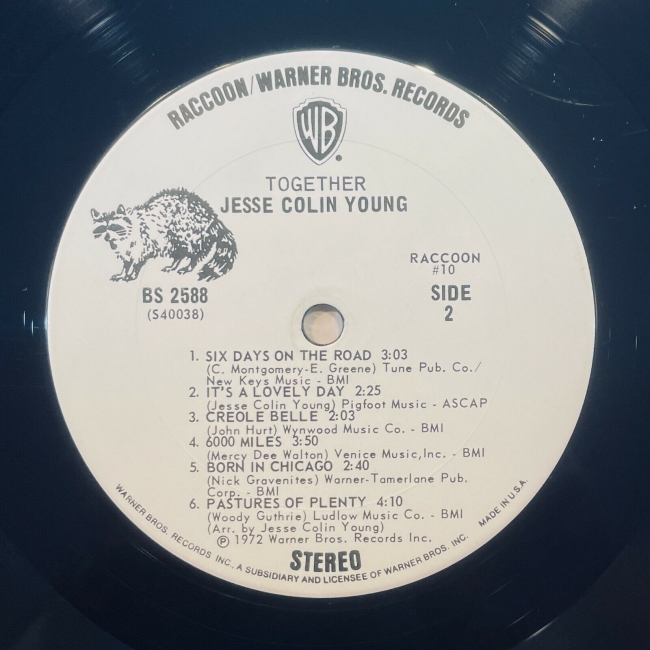 RACCOON/WARNER BROS. RECORDS
WB
TOGETHER
JESSE COLIN YOUNG
RACCOON
#10
BS 2588
(S40038)
SIDE
2
1. SIX DAYS ON THE ROAD 3:03
(C. Montgomery-E. Greene) Tune Pub. Co./
New Keys Music - BMI
2. IT'S A LOVELY DAY 2:25
(Jesse Colin Young) Pigfoot Music - ASCAP
3. CREOLE BELLE 2:03
(John Hurt) Wynwood Music Co. - BMI
4. 6000 MILES 3:50
(Mercy Dee Walton) Venice Music,Inc. - BMI
5. BORN IN CHICAGO 2:40
(Nick Gravenites) Warner-Tamerlane Pub.
Corp. - BMI
6. PASTURES OF PLENTY 4:10
(Woody Guthrie) Ludlow Music Co. - BMI
(Arr. by Jesse Colin Young)
℗ 1972 Warner Bros. Records Inc.
STEREO
WARNER BROS. RECORDS INC., A SUBSIDIARY AND LICENSEE OF WARNER BROS. INC. MADE IN U.S.A.